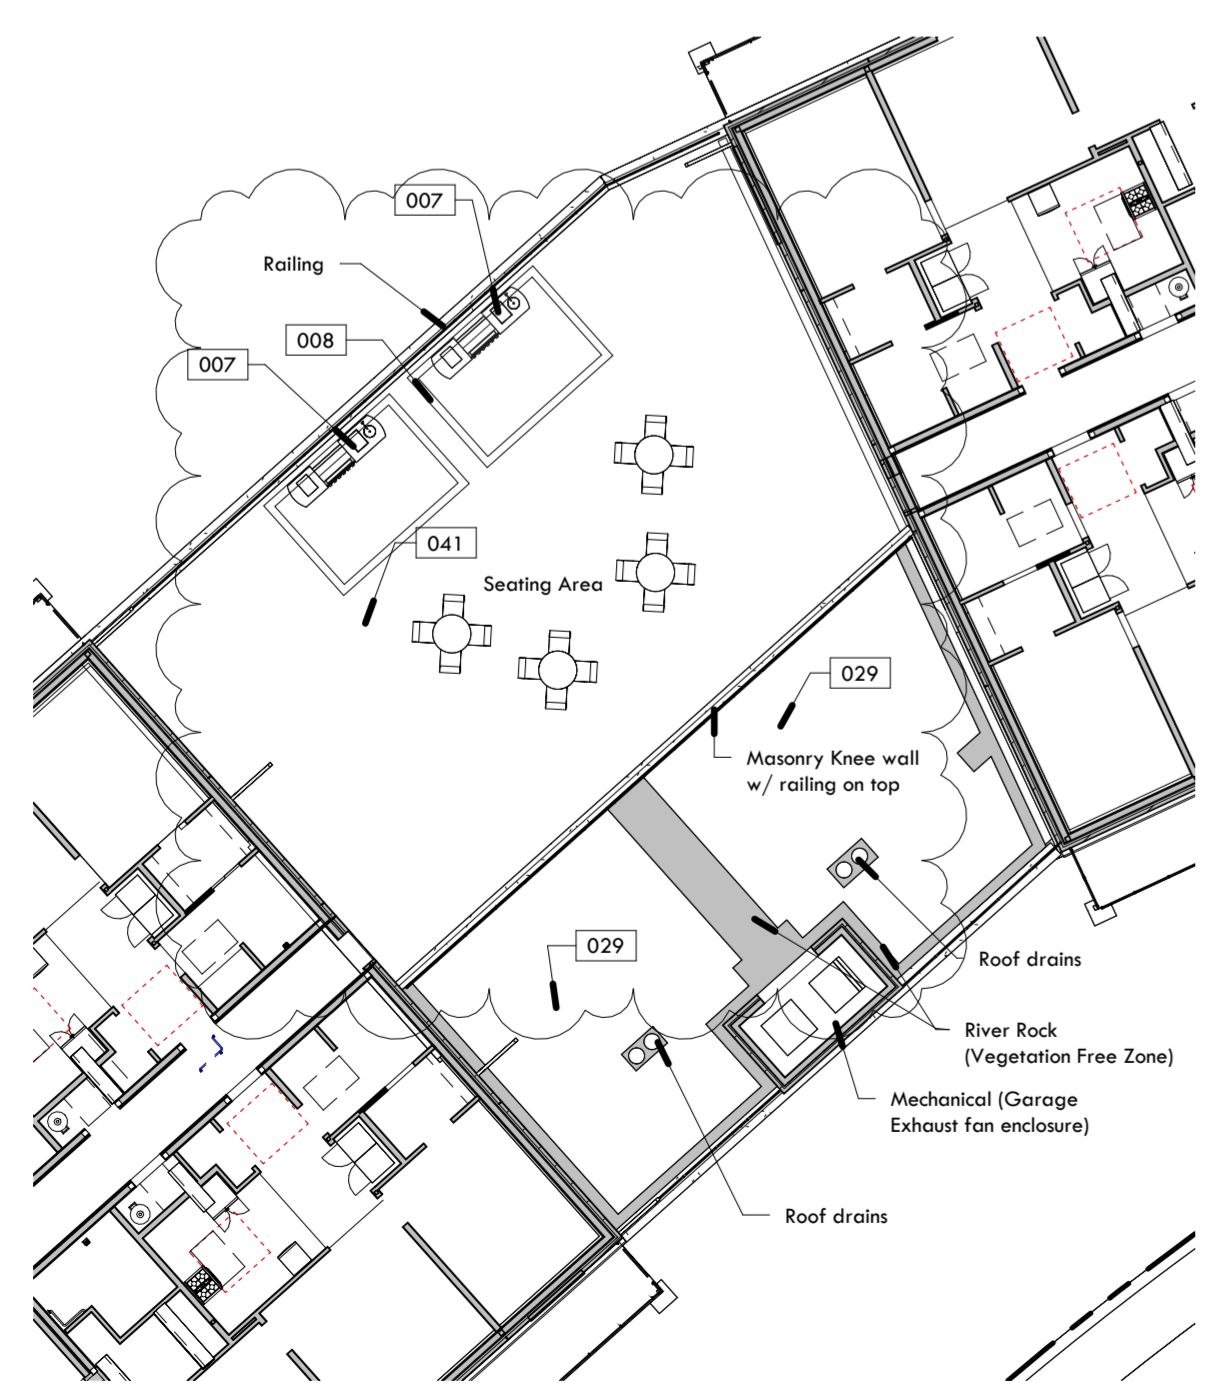 007
Railing
008
007
041
Seating Area
029
Masonry Knee wall
w/ railing on top
029
Roof drains
River Rock
(Vegetation Free Zone)
Mechanical (Garage
Exhaust fan enclosure)
Roof drains